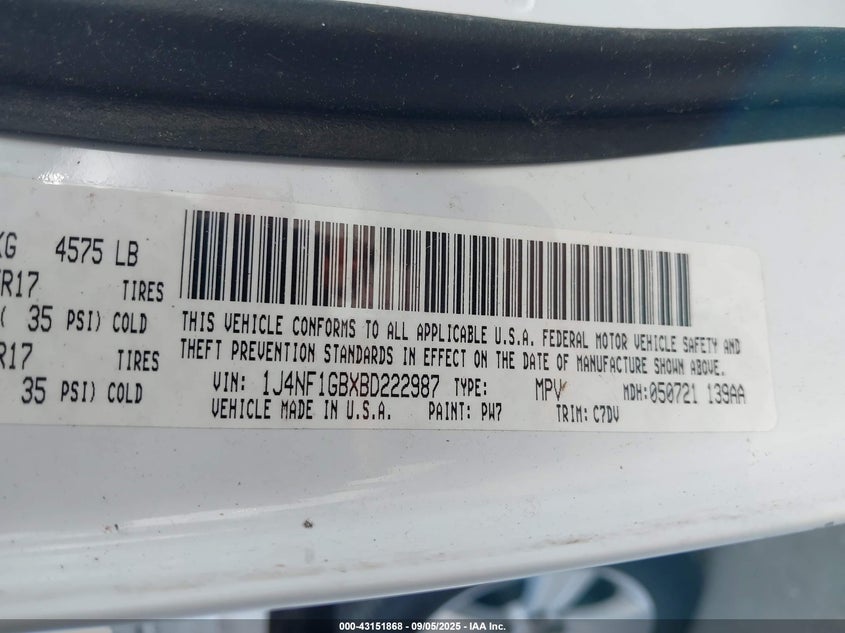 KG 4575 LB
R17 TIRES
( 35 PSI) COLD
R17 TIRES
35 PSI) COLD
THIS VEHICLE CONFORMS TO ALL APPLICABLE U.S.A. FEDERAL MOTOR VEHICLE SAFETY AND
THEFT PREVENTION STANDARDS IN EFFECT ON THE DATE OF MANUFACTURE SHOWN ABOVE.
VIN: 1J4NF1GBXBD222987 TYPE: MPV MDH:050721 139AA
VEHICLE MADE IN U.S.A. PAINT: PW7 TRIM: C7DV
000-43151868 - 09/05/2025 - IAA Inc.